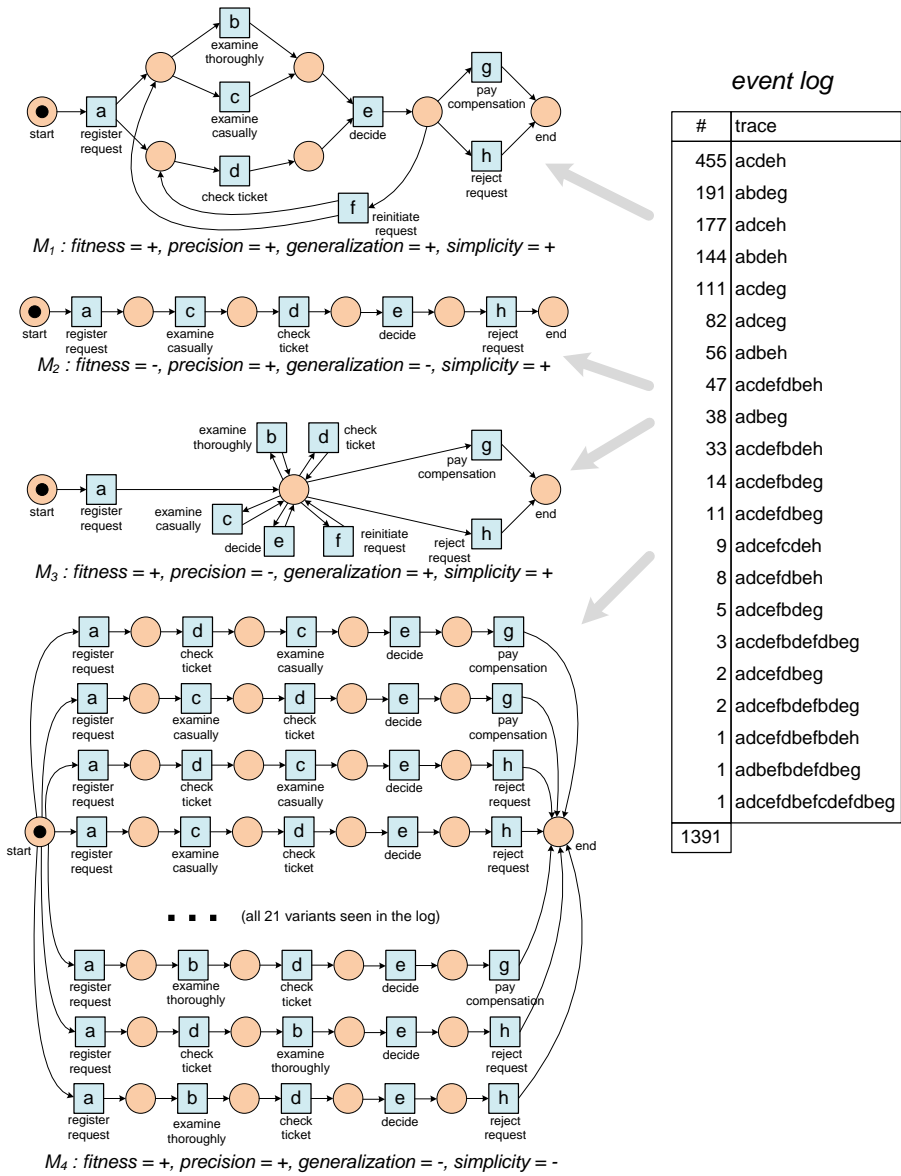 b
examine
thoroughly
g
pay
compensation
c
examine
casually
a
register
request
start
e
decide
end
d
check ticket
h
reject
request
f
reinitiate
request
M1 : fitness = +, precision = +, generalization = +, simplicity = +
a
c
d
e
h
start
register
request
examine
casually
check
ticket
decide
reject
request
end
M2 : fitness = -, precision = +, generalization = -, simplicity = +
examine
thoroughly
b
d
check
ticket
g
pay
compensation
a
start
register
request
end
examine
casually
c
decide
e
f
reinitiate
request
reject
request
h
M3 : fitness = +, precision = -, generalization = +, simplicity = +
a
d
c
e
g
register
request
check
ticket
examine
casually
decide
pay
compensation
a
c
d
e
g
register
request
examine
casually
check
ticket
decide
pay
compensation
a
d
c
e
h
register
request
check
ticket
examine
casually
decide
reject
request
start
a
c
d
e
h
end
register
request
examine
casually
check
ticket
decide
reject
request
(all 21 variants seen in the log)
a
b
d
e
g
register
request
examine
thoroughly
check
ticket
decide
pay
compensation
a
d
b
e
h
register
request
check
ticket
examine
thoroughly
decide
reject
request
a
b
d
e
h
register
request
examine
thoroughly
check
ticket
decide
reject
request
M4 : fitness = +, precision = +, generalization = -, simplicity = -
event log
# trace
455 acdeh
191 abdeg
177 adceh
144 abdeh
111 acdeg
82 adceg
56 adbeh
47 acdefdbeh
38 adbeg
33 acdefbdeh
14 acdefbdeg
11 acdefdbeg
9 adcefcdeh
8 adcefdbeh
5 adcefbdeg
3 acdefbdefdbeg
2 adcefdbeg
2 adcefbdefbdeg
1 adcefdbefbdeh
1 adbefbdefdbeg
1 adcefdbefcdefdbeg
1391